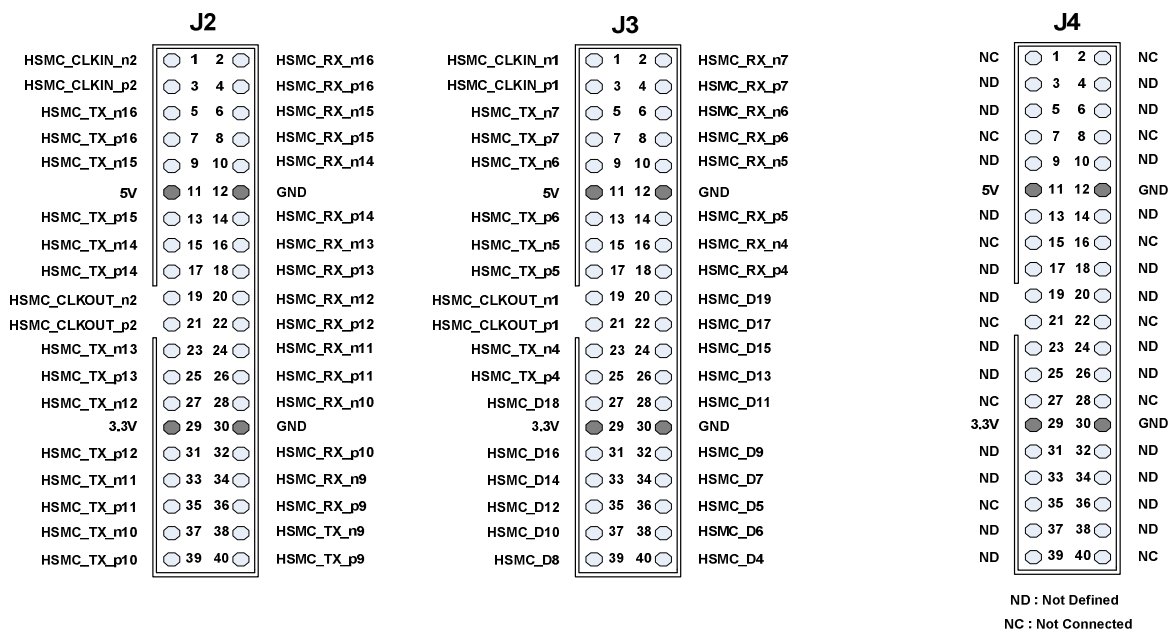 J2
HSMC_CLKIN_n2 1 2 HSMC_RX_n16
HSMC_CLKIN_p2 3 4 HSMC_RX_p16
HSMC_TX_n16 5 6 HSMC_RX_n15
HSMC_TX_p16 7 8 HSMC_RX_p15
HSMC_TX_n15 9 10 HSMC_RX_n14
5V 11 12 GND
HSMC_TX_p15 13 14 HSMC_RX_p14
HSMC_TX_n14 15 16 HSMC_RX_n13
HSMC_TX_p14 17 18 HSMC_RX_p13
HSMC_CLKOUT_n2 19 20 HSMC_RX_n12
HSMC_CLKOUT_p2 21 22 HSMC_RX_p12
HSMC_TX_n13 23 24 HSMC_RX_n11
HSMC_TX_p13 25 26 HSMC_RX_p11
HSMC_TX_n12 27 28 HSMC_RX_n10
3.3V 29 30 GND
HSMC_TX_p12 31 32 HSMC_RX_p10
HSMC_TX_n11 33 34 HSMC_RX_n9
HSMC_TX_p11 35 36 HSMC_RX_p9
HSMC_TX_n10 37 38 HSMC_TX_n9
HSMC_TX_p10 39 40 HSMC_TX_p9
J3
HSMC_CLKIN_n1 1 2 HSMC_RX_n7
HSMC_CLKIN_p1 3 4 HSMC_RX_p7
HSMC_TX_n7 5 6 HSMC_RX_n6
HSMC_TX_p7 7 8 HSMC_RX_p6
HSMC_TX_n6 9 10 HSMC_RX_n5
5V 11 12 GND
HSMC_TX_p6 13 14 HSMC_RX_p5
HSMC_TX_n5 15 16 HSMC_RX_n4
HSMC_TX_p5 17 18 HSMC_RX_p4
HSMC_CLKOUT_n1 19 20 HSMC_D19
HSMC_CLKOUT_p1 21 22 HSMC_D17
HSMC_TX_n4 23 24 HSMC_D15
HSMC_TX_p4 25 26 HSMC_D13
HSMC_D18 27 28 HSMC_D11
3.3V 29 30 GND
HSMC_D16 31 32 HSMC_D9
HSMC_D14 33 34 HSMC_D7
HSMC_D12 35 36 HSMC_D5
HSMC_D10 37 38 HSMC_D6
HSMC_D8 39 40 HSMC_D4
J4
NC 1 2 NC
ND 3 4 ND
ND 5 6 ND
NC 7 8 NC
ND 9 10 ND
5V 11 12 GND
ND 13 14 ND
NC 15 16 NC
ND 17 18 ND
ND 19 20 ND
NC 21 22 NC
ND 23 24 ND
ND 25 26 ND
NC 27 28 NC
3.3V 29 30 GND
ND 31 32 ND
ND 33 34 ND
NC 35 36 ND
ND 37 38 ND
ND 39 40 NC
ND : Not Defined
NC : Not Connected